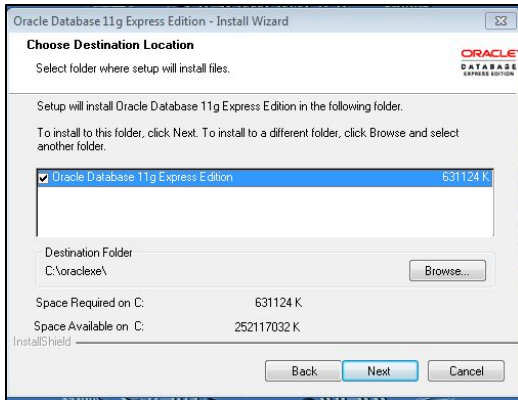 Oracle Database 11g Express Edition - Install Wizard
Choose Destination Location
Select folder where setup will install files.
ORACLE
DATABASE
EXPRESS EDITION
Setup will install Oracle Database 11g Express Edition in the following folder.
To install to this folder, click Next. To install to a different folder, click Browse and select
another folder.
Oracle Database 11g Express Edition 631124 K
Destination Folder
C:\oraclexe\ Browse...
Space Required on C: 631124 K
Space Available on C: 252117032 K
InstallShield
Back Next Cancel